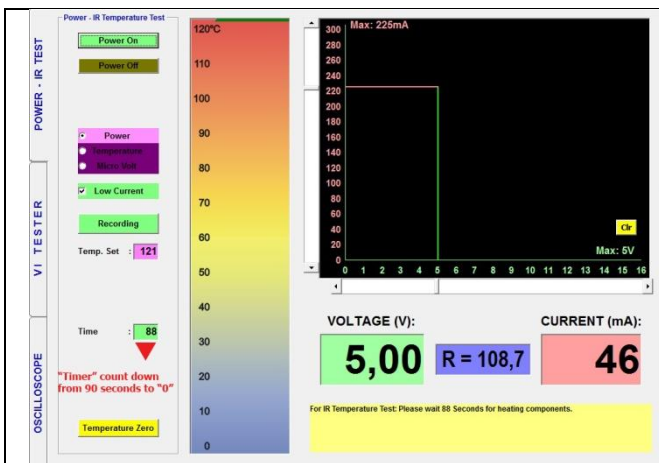 POWER - IR TEST
VI TESTER
OSCILLOSCOPE
Power - IR Temperature Test
Power On
Power Off
Power
Temperature
Micro Volt
Low Current
Recording
Temp. Set : 121
Time : 88
"Timer" count down
from 90 seconds to "0"
Temperature Zero
120°C
110
100
90
80
70
60
50
40
30
20
10
0
Max: 225mA
300
280
260
240
220
200
180
160
140
120
100
80
60
40
20
0
Clr
Max: 5V
0 1 2 3 4 5 6 7 8 9 10 11 12 13 14 15 16
VOLTAGE (V):
5,00
R = 108,7
CURRENT (mA):
46
For IR Temperature Test: Please wait 88 Seconds for heating components.